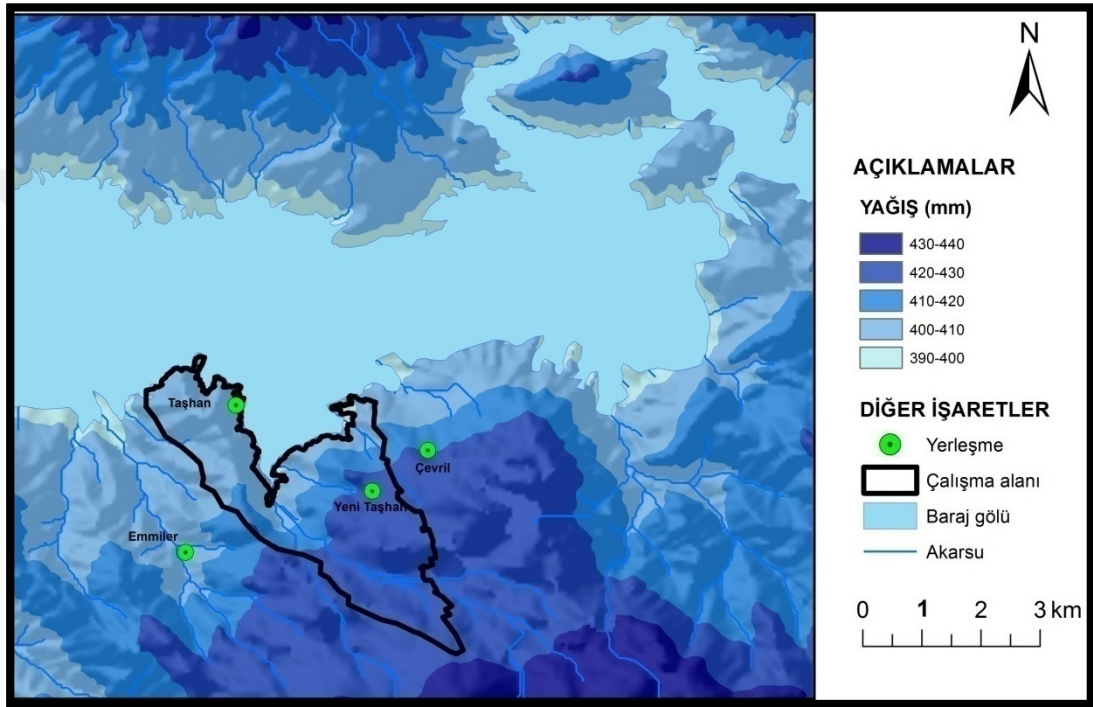 N
AÇIKLAMALAR
YAĞIŞ (mm)
430-440
420-430
410-420
400-410
390-400
DİĞER İŞARETLER
Yerleşme
Çalışma alanı
Baraj gölü
Akarsu
0 1 2 3 km
Taşhan
Çevril
Yeni Taşhan
Emmiler